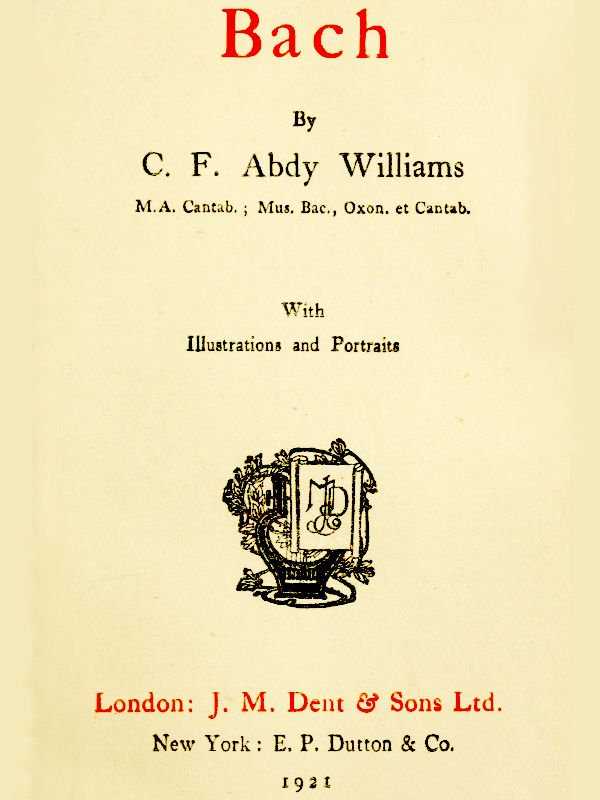 Bach
By
C. F. Abdy Williams
M.A. Cantab. ; Mus. Bac., Oxon. et Cantab.
With
Illustrations and Portraits
JMD
London: J. M. Dent & Sons Ltd.
New York: E. P. Dutton & Co.
1921